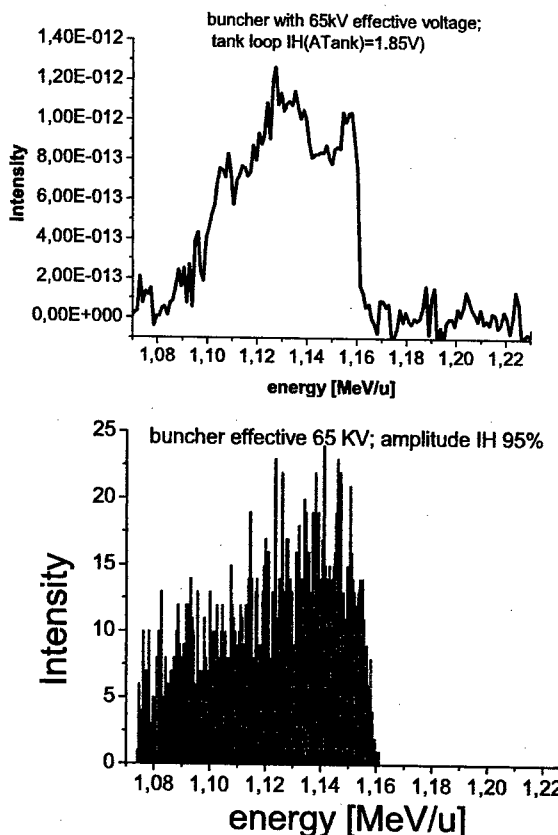 buncher with 65kV effective voltage;
tank loop IH(ATank)=1.85V)
1,40E-012
1,20E-012
1,00E-012
8,00E-013
6,00E-013
4,00E-013
2,00E-013
0,00E+000
Intensity
1,08 1,10 1,12 1,14 1,16 1,18 1,20 1,22
energy [MeV/u]
buncher effective 65 KV; amplitude IH 95%
25
20
15
10
5
0
Intensity
1,08 1,10 1,12 1,14 1,16 1,18 1,20 1,22
energy [MeV/u]